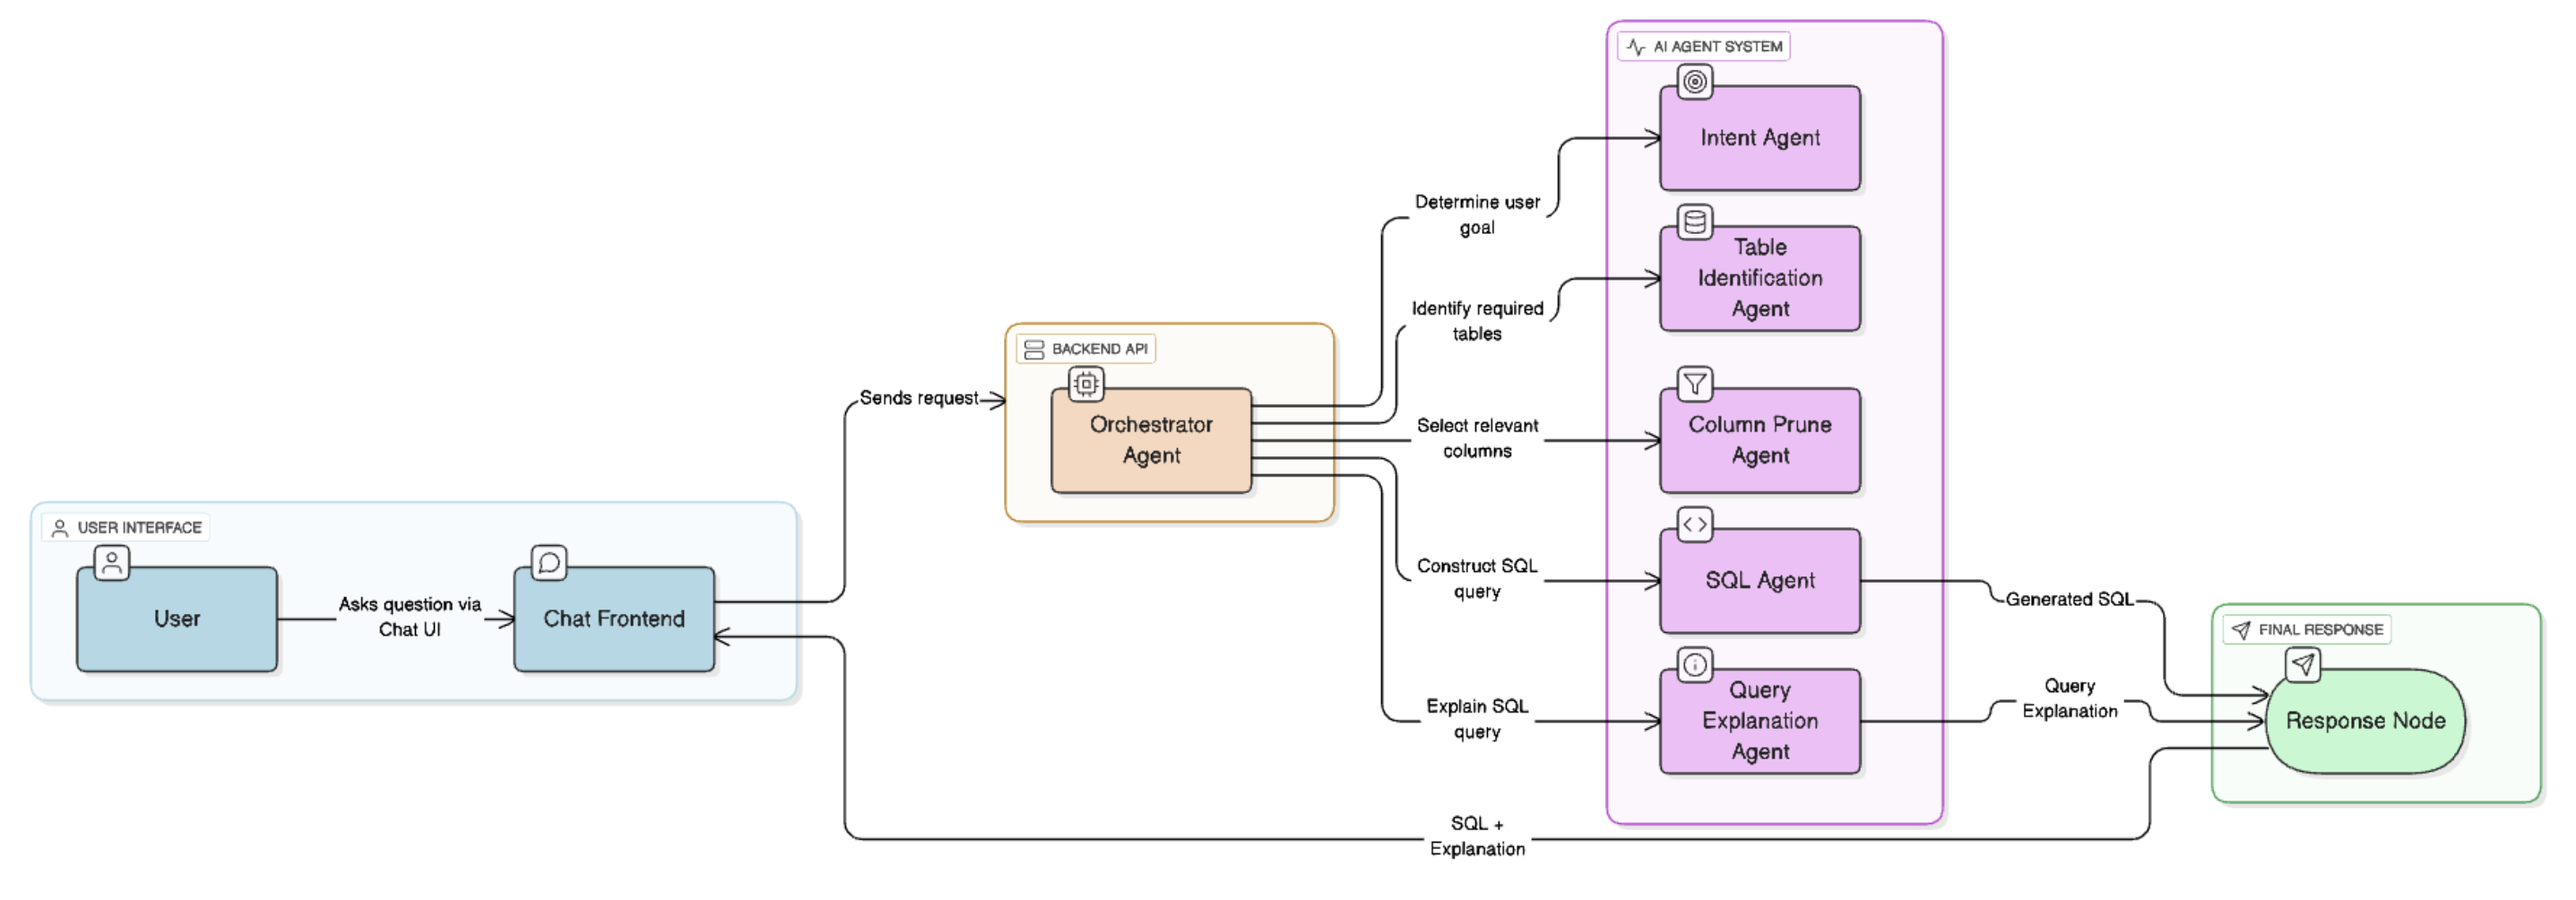 AI AGENT SYSTEM
Intent Agent
Determine user
goal
Table
Identification
Agent
Identify required
tables
BACKEND API
Orchestrator
Agent
Sends request
Select relevant
columns
Column Prune
Agent
USER INTERFACE
User
Asks question via
Chat UI
Chat Frontend
Construct SQL
query
SQL Agent
Generated SQL
FINAL RESPONSE
Explain SQL
query
Query
Explanation
Agent
Query
Explanation
Response Node
SQL +
Explanation